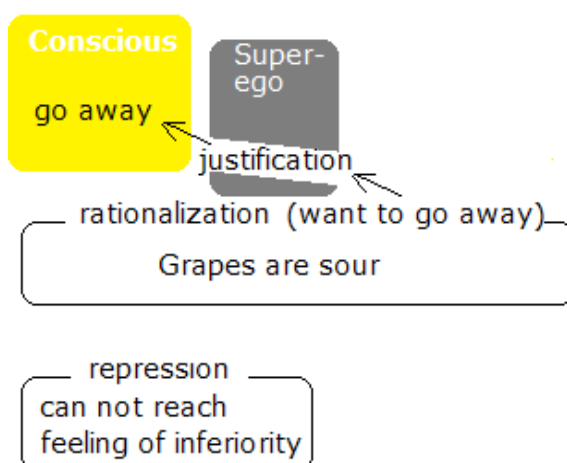 Conscious
Super-
ego
go away
justification
rationalization (want to go away)
Grapes are sour
repression
can not reach
feeling of inferiority